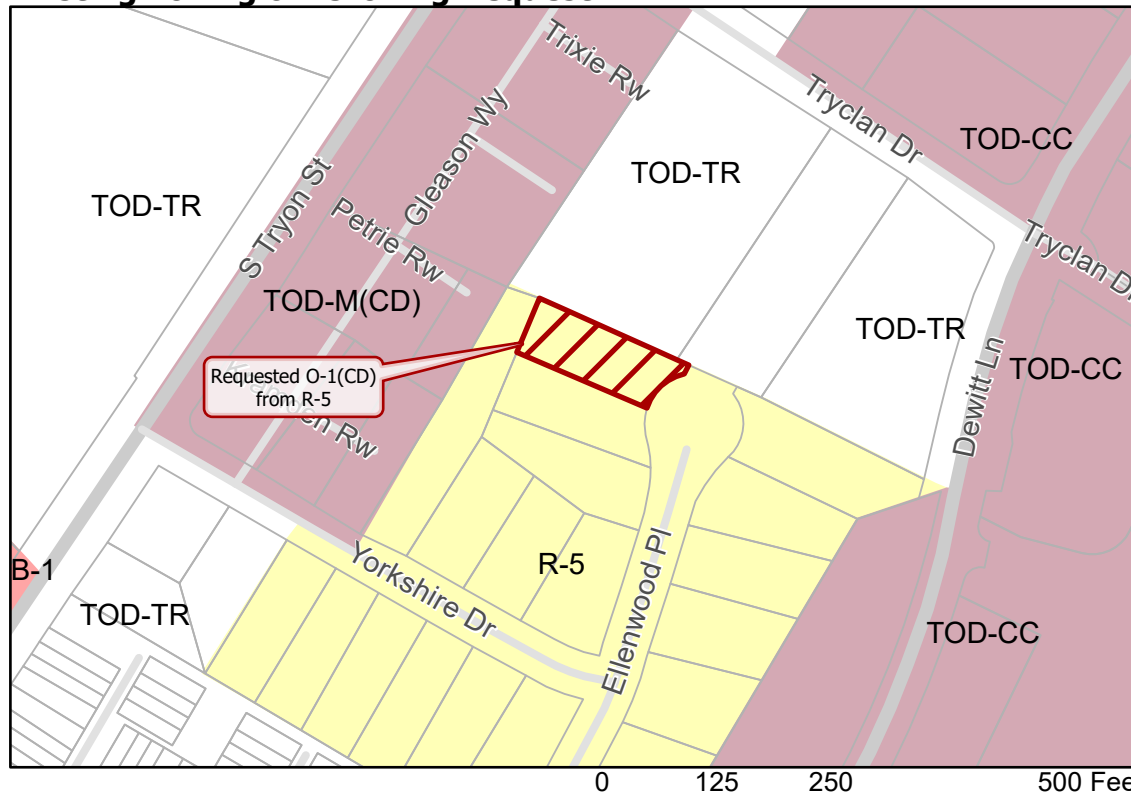 Trixie Rw
Tryclan Dr
TOD-CC
Gleason Wy
TOD-TR
TOD-TR
S Tryon St
Petrie Rw
Tryclan Dr
TOD-M(CD)
TOD-TR
Dewitt Ln
TOD-CC
Requested O-1(CD)
from R-5
Rw
Ellenwood Pl
R-5
B-1
Yorkshire Dr
TOD-TR
TOD-CC
0 125 250 500 Fee